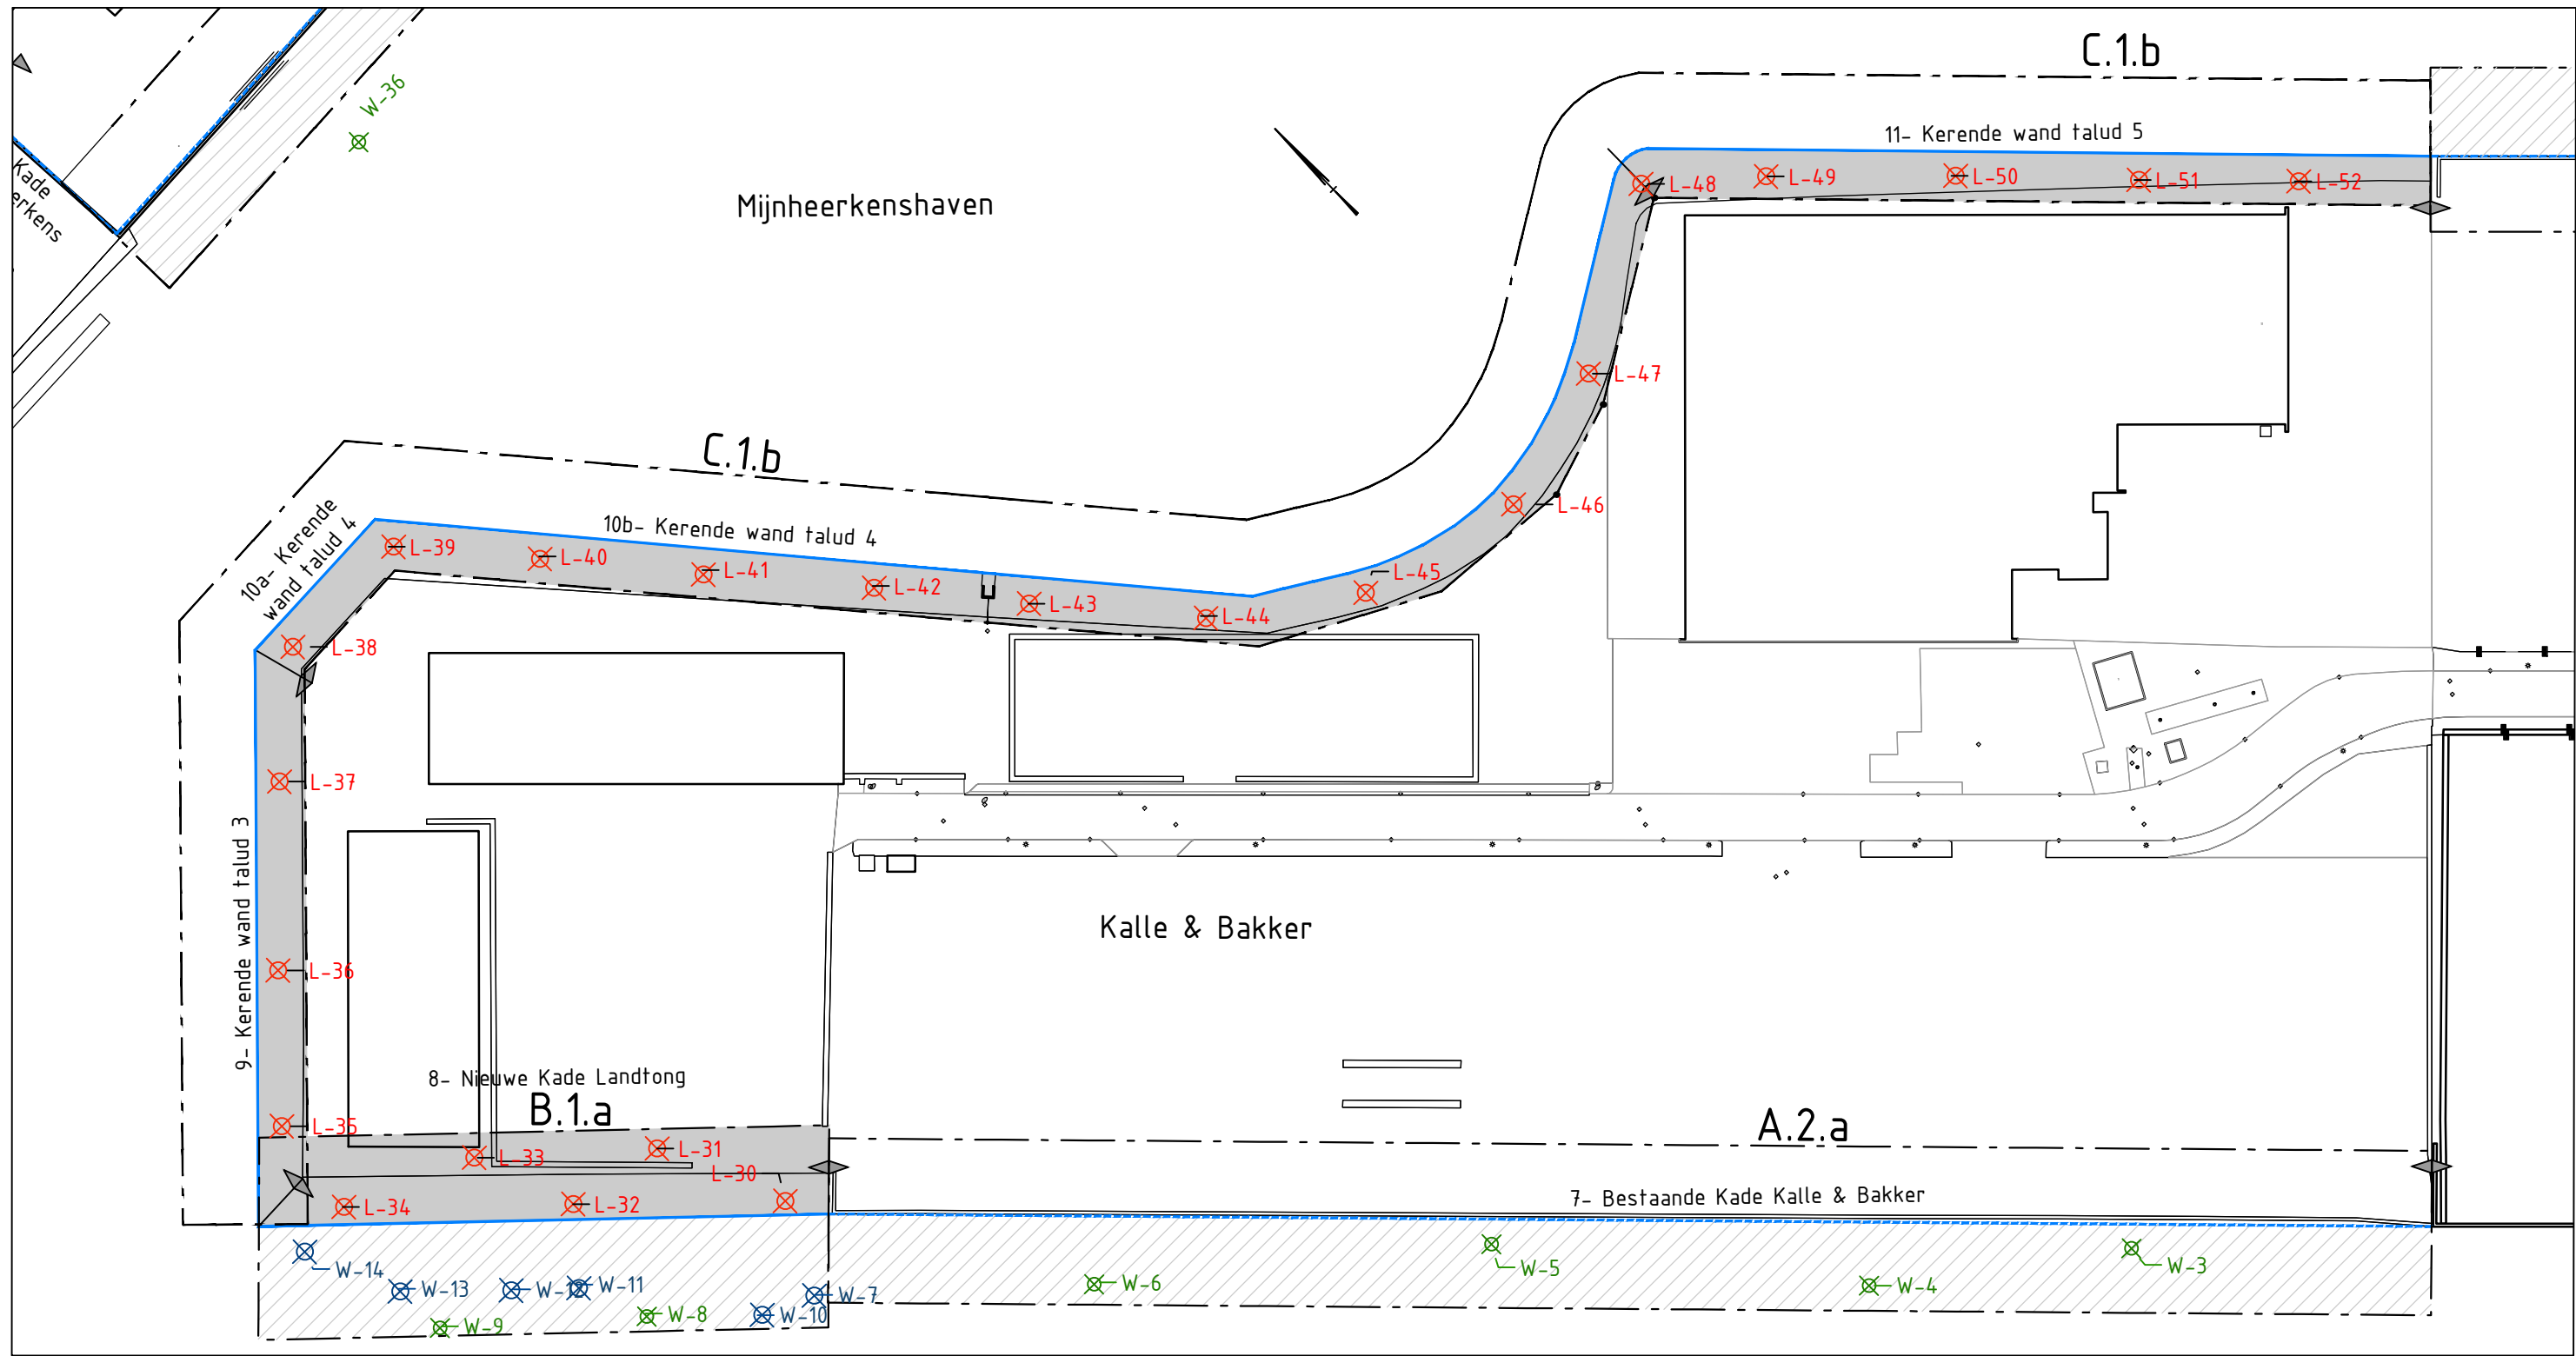 C.1.b
W-36
11- Kerende wand talud 5
Kade
erkens
L-48
L-49
L-50
L-51
L-52
Mijnheerkenshaven
L-47
C.1.b
L-46
10b- Kerende wand talud 4
10a- Kerende
wand talud 4
L-39
L-40
L-41
L-42
L-43
L-44
L-45
L-38
L-37
9- Kerende wand talud 3
Kalle & Bakker
L-36
8- Nieuwe Kade Landtong
B.1.a
A.2.a
L-35
L-33
L-31
L-30
L-34
L-32
7- Bestaande Kade Kalle & Bakker
W-14
W-13
W-12
W-11
W-7
W-10
W-9
W-8
W-6
W-5
W-4
W-3